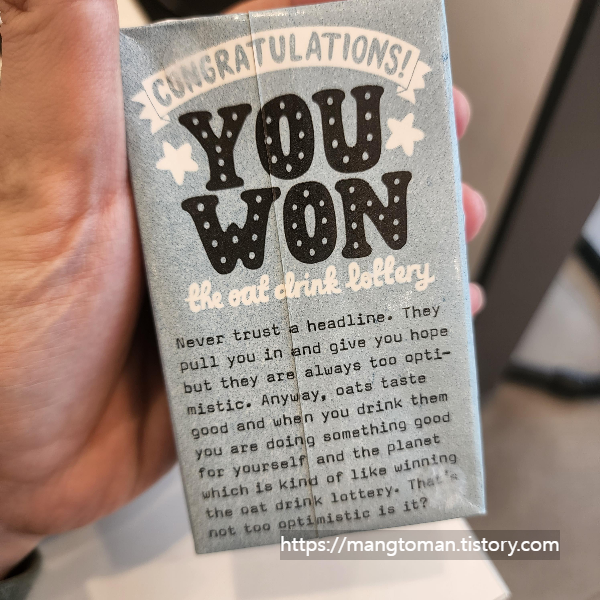 CONGRATULATIONS!
YOU
WON
the oat drink lottery
Never trust a headline. They
pull you in and give you hope
but they are always too opti-
mistic. Anyway, oats taste
good and when you drink them
you are doing something good
for yourself and the planet
which is kind of like winning
the oat drink lottery. That's
not too optimistic is it?
https://mangtoman.tistory.com